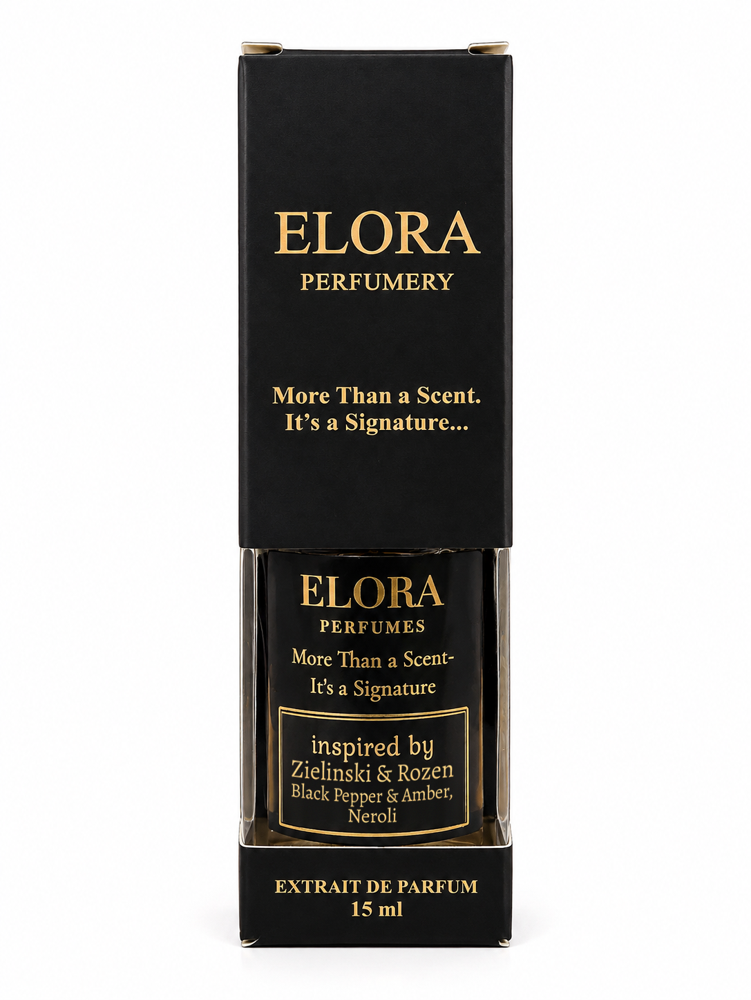 ELORA
PERFUMERY
More Than a Scent.
It's a Signature...
ELORA
PERFUMES
More Than a Scent-
It's a Signature
inspired by
Zielinski & Rozen
Black Pepper & Amber,
Neroli
EXTRAIT DE PARFUM
15 ml